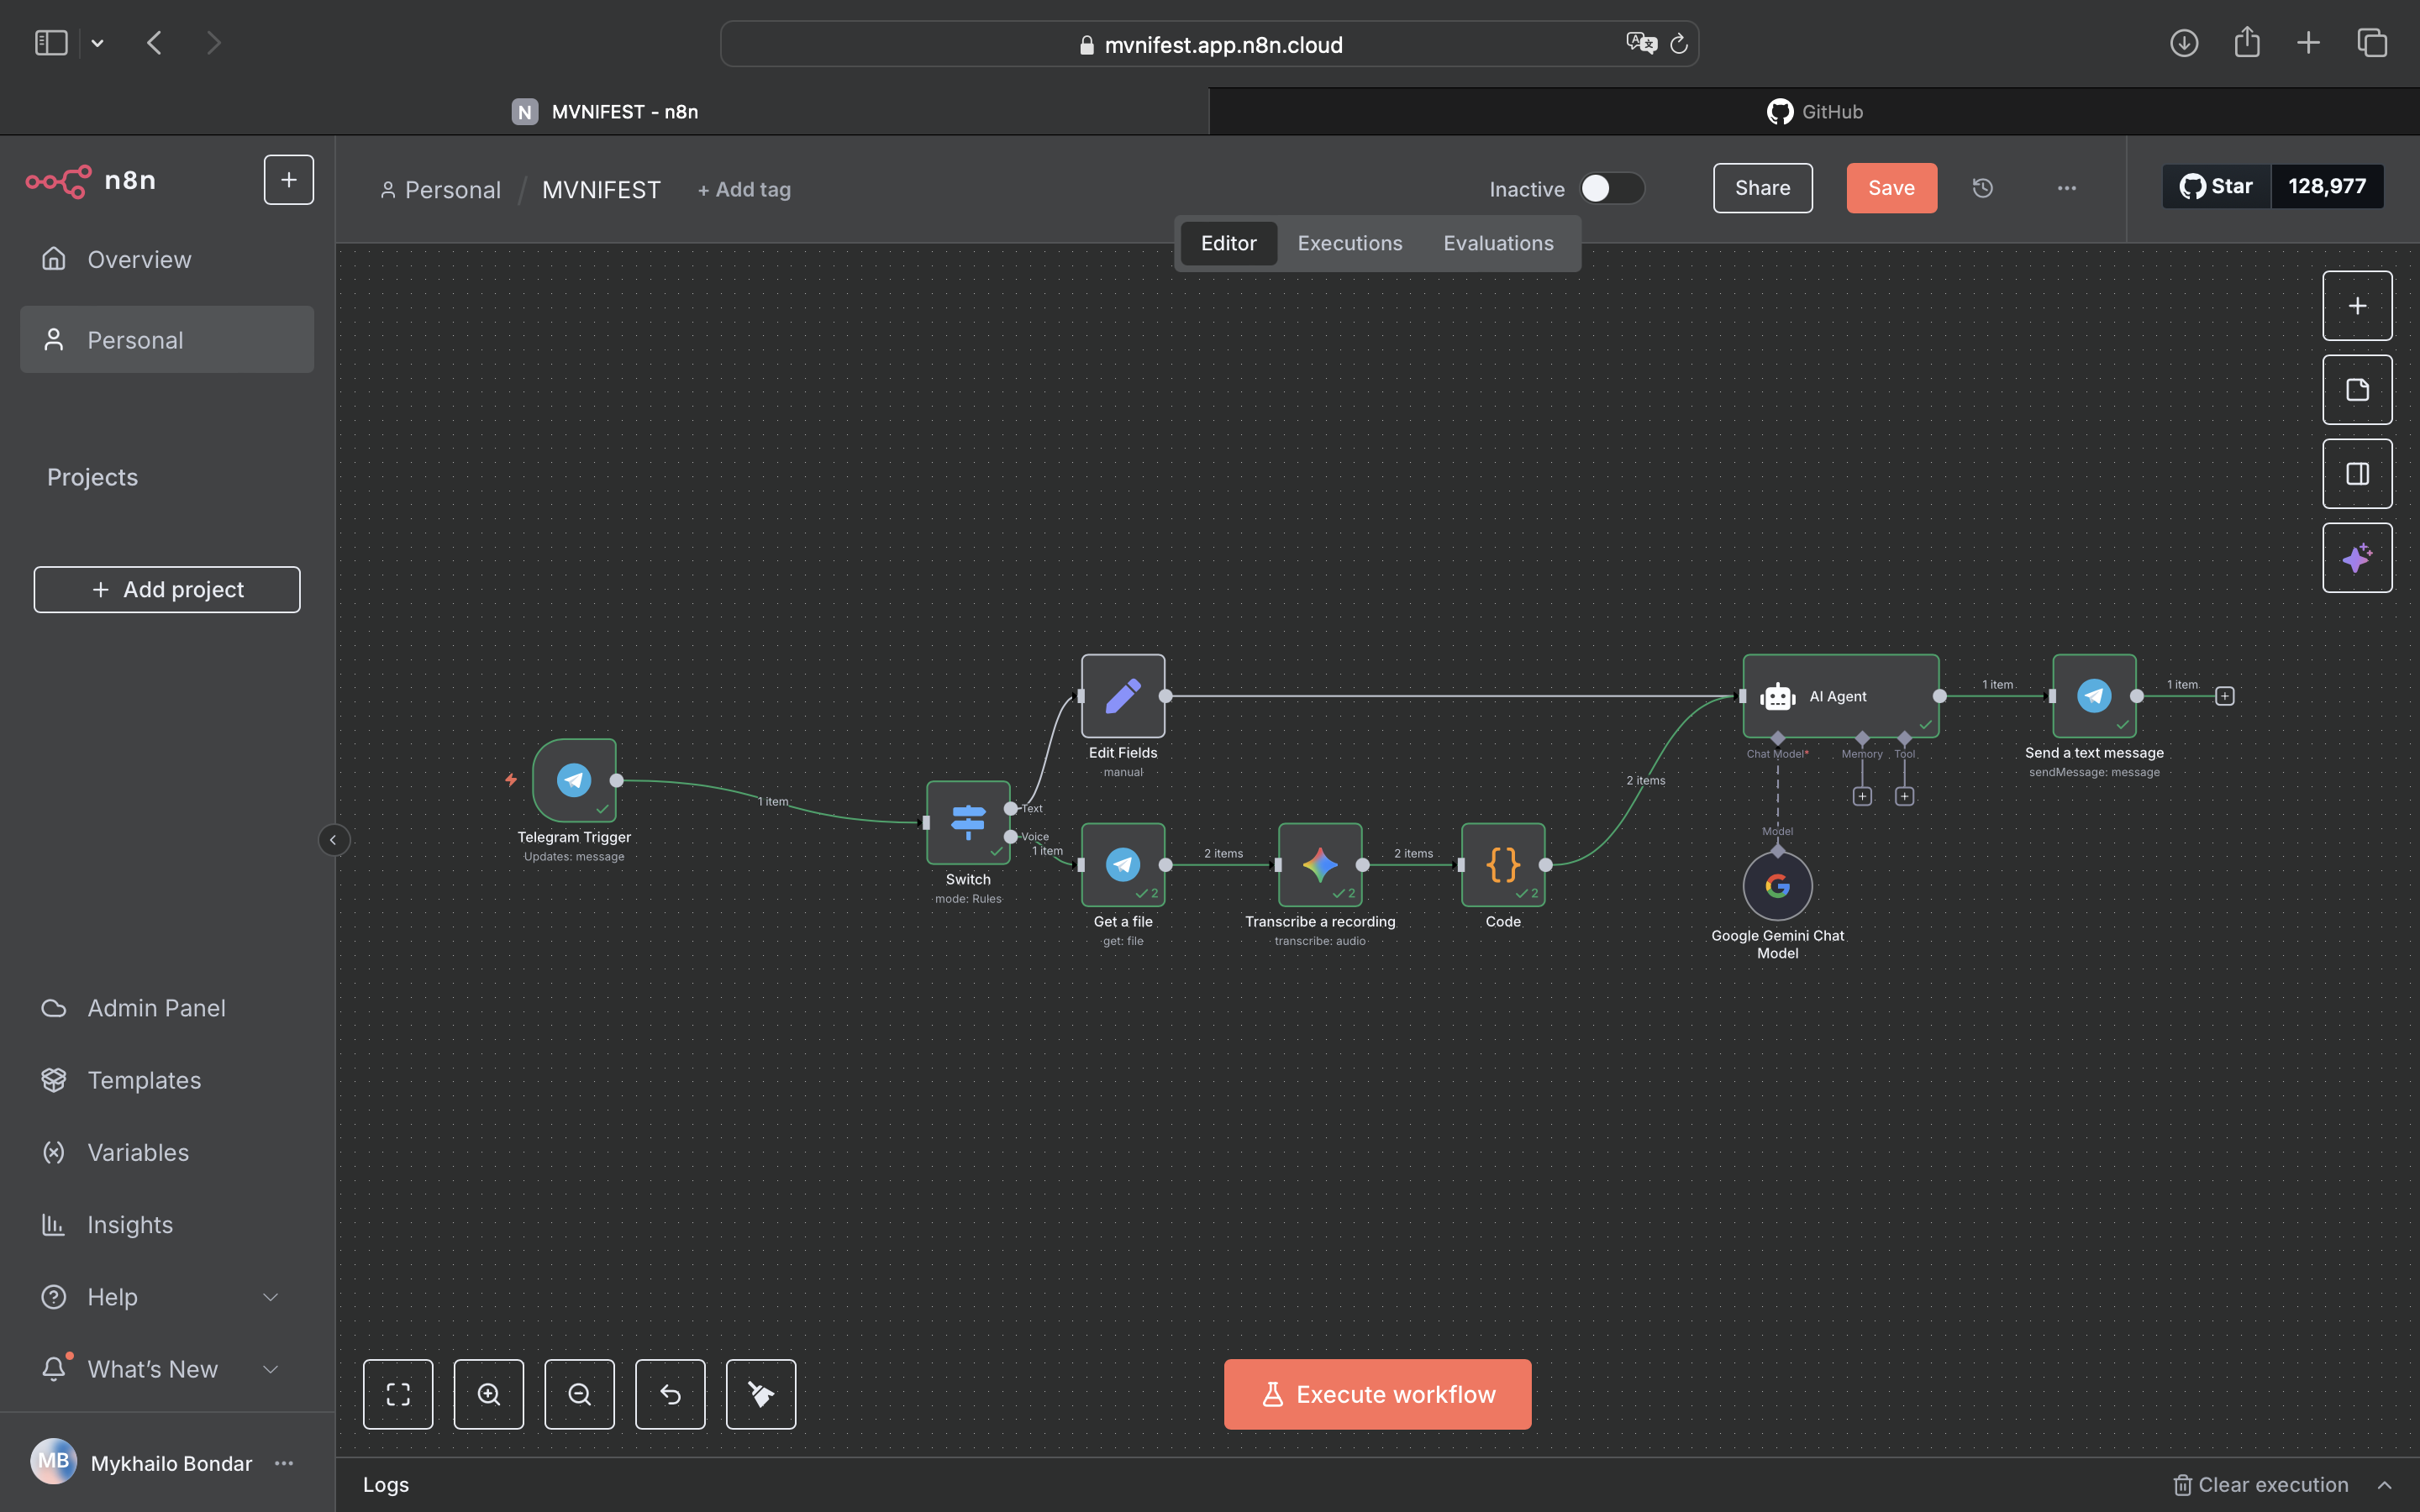 mvnifest.app.n8n.cloud
N MVNIFEST - n8n
GitHub
n8n
Personal / MVNIFEST + Add tag
Inactive
Share
Save
Star 128,977
Editor Executions Evaluations
Overview
Personal
Projects
+ Add project
Admin Panel
Templates
Variables
Insights
Help
What's New
MB Mykhailo Bondar
Telegram Trigger
Updates: message
1 item
Switch
mode: Rules
Text
Voice
1 item
Edit Fields
manual
Get a file
get: file
2
2 items
Transcribe a recording
transcribe: audio
2
2 items
Code
2
2 items
AI Agent
Chat Model*
Memory
Tool
Model
Google Gemini Chat
Model
1 item
Send a text message
sendMessage: message
1 item
Execute workflow
Logs
Clear execution